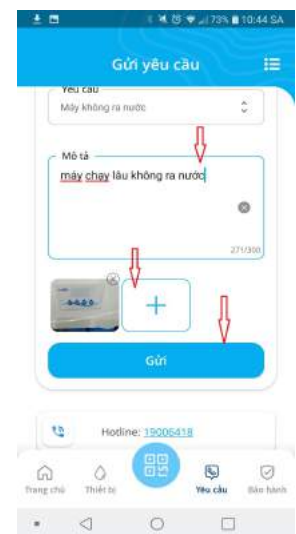 73% 10:44 SA
Gửi yêu cầu
Yêu cầu
Máy không ra nước
Mô tả
máy chạy lâu không ra nước
271/300
Gửi
Hotline: 19006418
Trang chủ
Thiết bị
Yêu cầu
Bảo hành